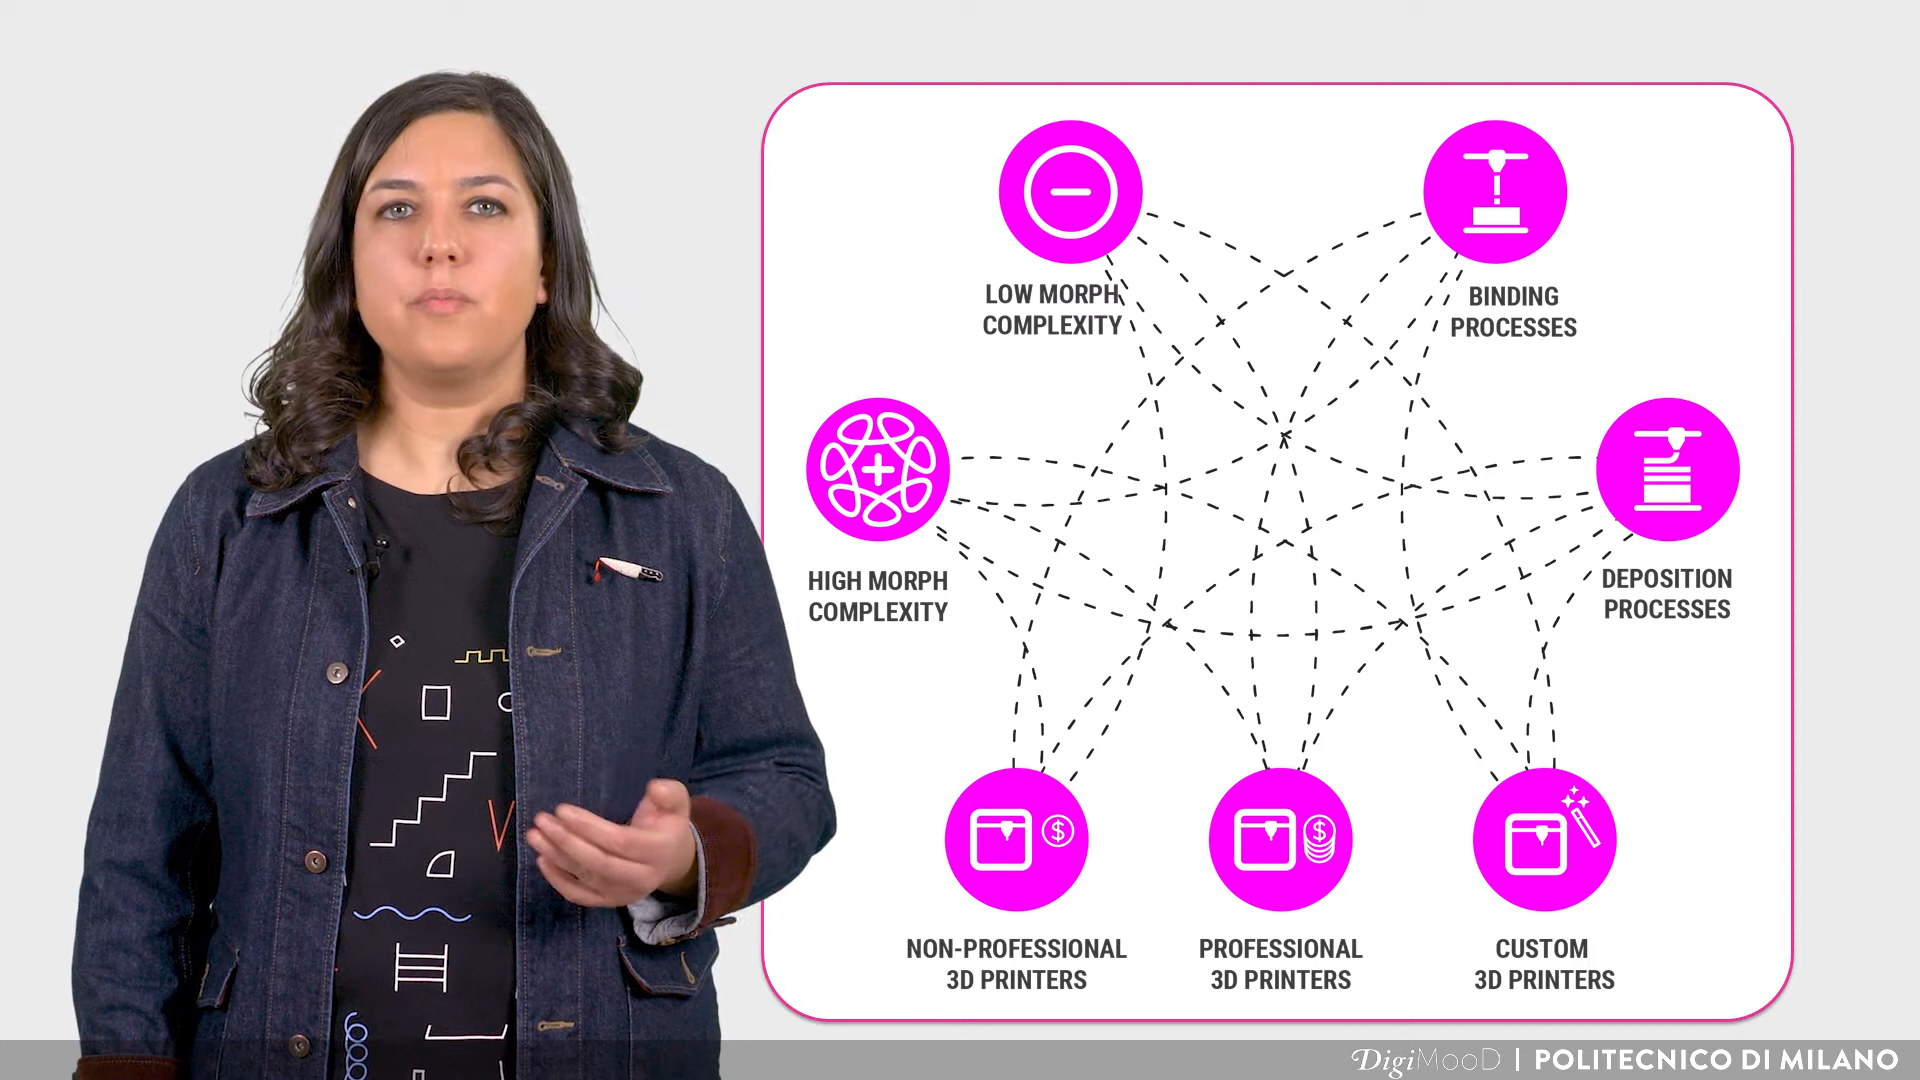 LOW MORPH
COMPLEXITY
BINDING
PROCESSES
HIGH MORPH
COMPLEXITY
DEPOSITION
PROCESSES
$
$
NON-PROFESSIONAL
3D PRINTERS
PROFESSIONAL
3D PRINTERS
CUSTOM
3D PRINTERS
DigiMooD | POLITECNICO DI MILANO